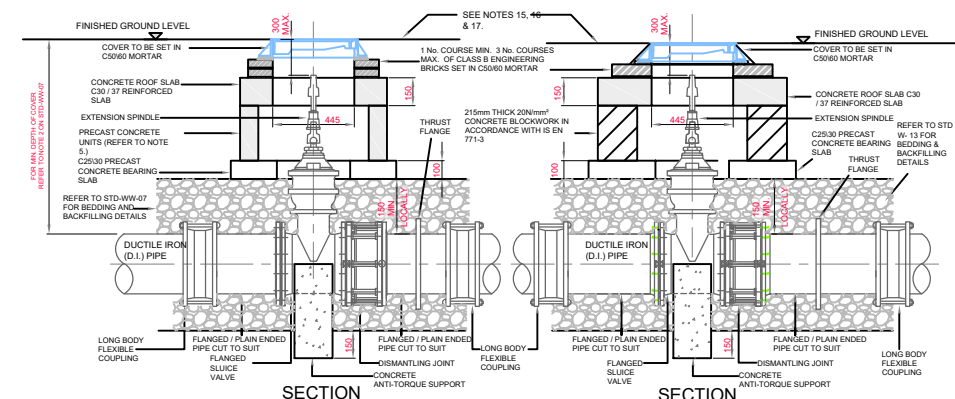 FINISHED GROUND LEVEL
COVER TO BE SET IN
C50\60 MORTAR
CONCRETE ROOF SLAB
C30 / 37 REINFORCED
SLAB
EXTENSION SPINDLE
PRECAST CONCRETE
UNITS (REFER TO NOTE
5.)
C25\30 PRECAST
CONCRETE BEARING
SLAB
REFER TO STD-WW-07
FOR BEDDING AND
BACKFILLING DETAILS
FOR MIN. DEPTH OF COVER
REFER TO NOTE 2 ON STD-WW-07
DUCTILE IRON
(D.I.) PIPE
LONG BODY
FLEXIBLE
COUPLING
FLANGED / PLAIN ENDED
PIPE CUT TO SUIT
FLANGED
SLUICE
VALVE
300
MAX.
445
150
100
150
MIN.
LOCALLY
150
THRUST
FLANGE
DISMANTLING JOINT
CONCRETE
ANTI-TORQUE SUPPORT
LONG BODY
FLEXIBLE
COUPLING
SECTION
SEE NOTES 15, 16
& 17.
1 No. COURSE MIN. 3 No. COURSES
MAX. OF CLASS B ENGINEERING
BRICKS SET IN C50/60 MORTAR
215mm THICK 20N/mm²
CONCRETE BLOCKWORK IN
ACCORDANCE WITH IS EN
771-3
300
MAX.
445
150
100
150
MIN.
LOCALLY
150
FINISHED GROUND LEVEL
COVER TO BE SET IN
C50\60 MORTAR
CONCRETE ROOF SLAB C30
/ 37 REINFORCED SLAB
EXTENSION SPINDLE
C25\30 PRECAST
CONCRETE BEARING
SLAB
REFER TO STD
W- 13 FOR
BEDDING &
BACKFILLING
DETAILS
THRUST
FLANGE
DUCTILE IRON
(D.I.) PIPE
LONG BODY
FLEXIBLE
COUPLING
FLANGED / PLAIN ENDED
PIPE CUT TO SUIT
FLANGED
SLUICE
VALVE
FLANGED / PLAIN ENDED
PIPE CUT TO SUIT
DISMANTLING JOINT
CONCRETE
ANTI-TORQUE SUPPORT
LONG BODY
FLEXIBLE
COUPLING
SECTION
FLANGED / PLAIN ENDED
PIPE CUT TO SUIT